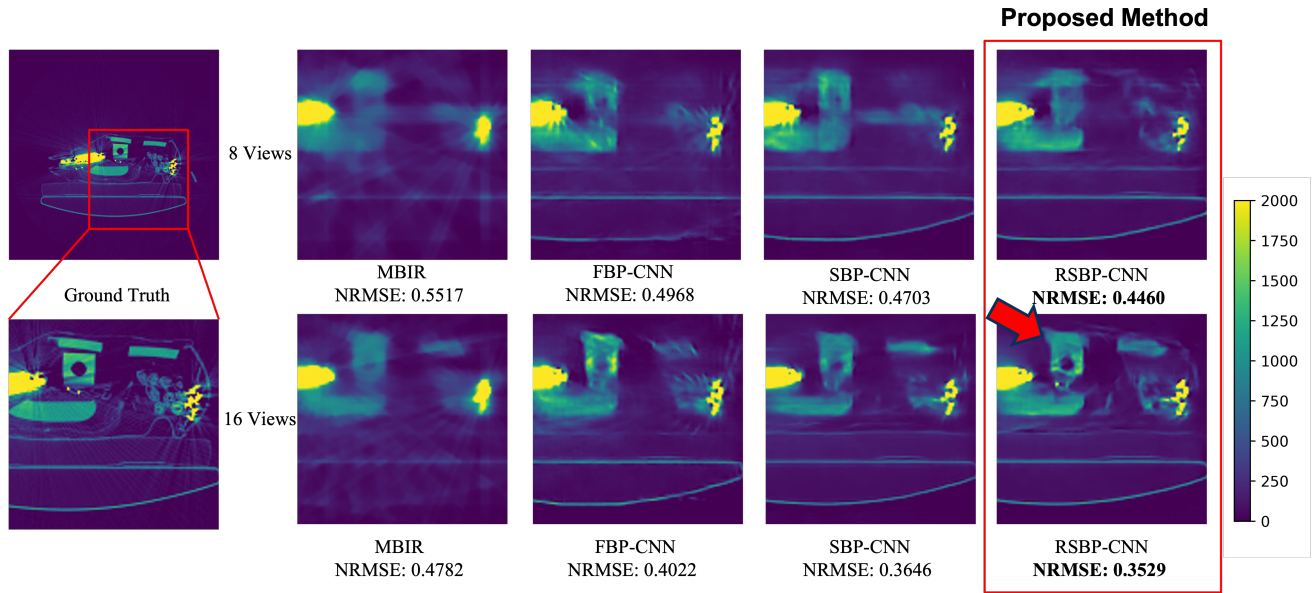 Proposed Method
8 Views
MBIR
NRMSE: 0.5517
FBP-CNN
NRMSE: 0.4968
SBP-CNN
NRMSE: 0.4703
RSBP-CNN
NRMSE: 0.4460
Ground Truth
16 Views
MBIR
NRMSE: 0.4782
FBP-CNN
NRMSE: 0.4022
SBP-CNN
NRMSE: 0.3646
RSBP-CNN
NRMSE: 0.3529
2000
1750
1500
1250
1000
750
500
250
0